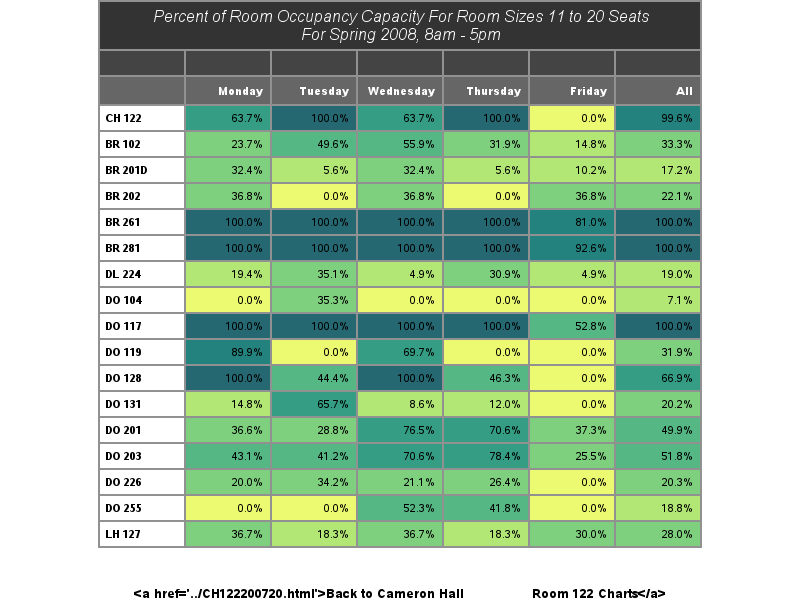 Percent of Room Occupancy Capacity For Room Sizes 11 to 20 Seats
For Spring 2008, 8am - 5pm
Monday Tuesday Wednesday Thursday Friday All
CH 122 63.7% 100.0% 63.7% 100.0% 0.0% 99.6%
BR 102 23.7% 49.6% 55.9% 31.9% 14.8% 33.3%
BR 201D 32.4% 5.6% 32.4% 5.6% 10.2% 17.2%
BR 202 36.8% 0.0% 36.8% 0.0% 36.8% 22.1%
BR 261 100.0% 100.0% 100.0% 100.0% 81.0% 100.0%
BR 281 100.0% 100.0% 100.0% 100.0% 92.6% 100.0%
DL 224 19.4% 35.1% 4.9% 30.9% 4.9% 19.0%
DO 104 0.0% 35.3% 0.0% 0.0% 0.0% 7.1%
DO 117 100.0% 100.0% 100.0% 100.0% 52.8% 100.0%
DO 119 89.9% 0.0% 69.7% 0.0% 0.0% 31.9%
DO 128 100.0% 44.4% 100.0% 46.3% 0.0% 66.9%
DO 131 14.8% 65.7% 8.6% 12.0% 0.0% 20.2%
DO 201 36.6% 28.8% 76.5% 70.6% 37.3% 49.9%
DO 203 43.1% 41.2% 70.6% 78.4% 25.5% 51.8%
DO 226 20.0% 34.2% 21.1% 26.4% 0.0% 20.3%
DO 255 0.0% 0.0% 52.3% 41.8% 0.0% 18.8%
LH 127 36.7% 18.3% 36.7% 18.3% 30.0% 28.0%
<a href='../CH122200720.html'>Back to Cameron Hall Room 122 Charts</a>